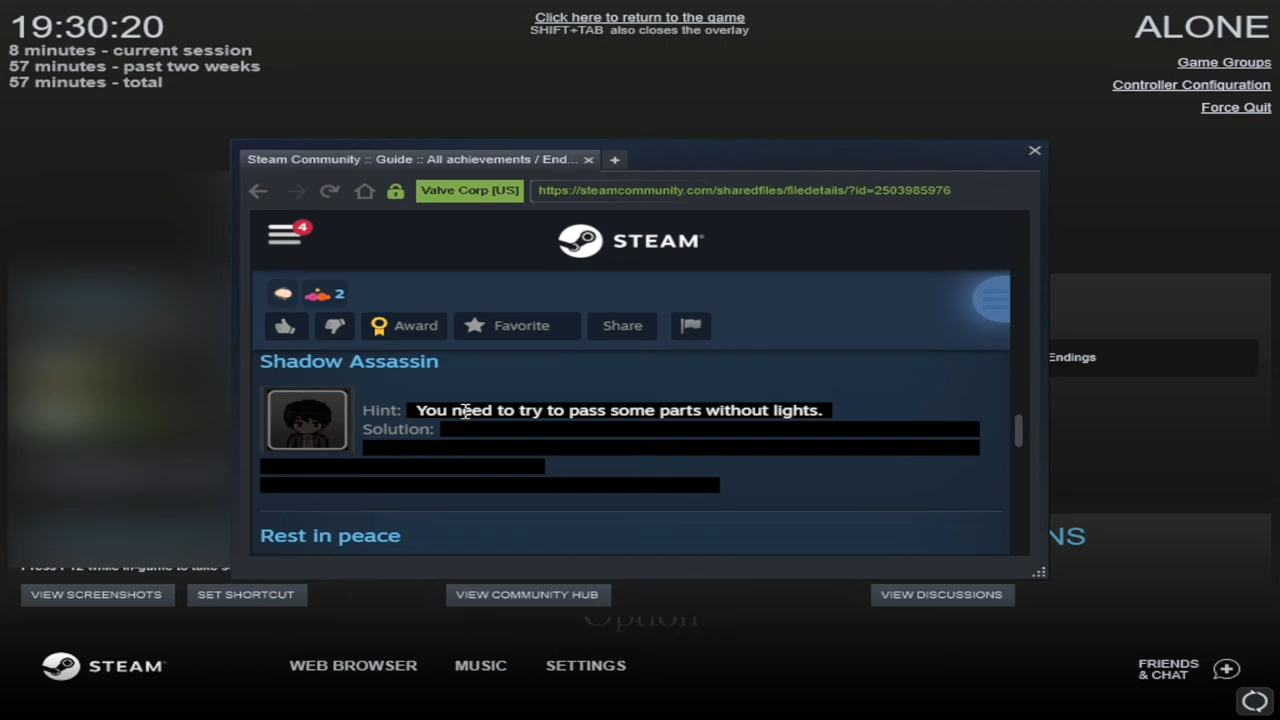 19:30:20
8 minutes - current session
57 minutes - past two weeks
57 minutes - total
Click here to return to the game
SHIFT+TAB also closes the overlay
ALONE
Game Groups
Controller Configuration
Force Quit
Steam Community :: Guide :: All achievements / End...
Valve Corp [US]
https://steamcommunity.com/sharedfiles/filedetails/?id=2503985976
4
STEAM
2
Award
Favorite
Share
Shadow Assassin
Endings
Hint: You need to try to pass some parts without lights.
Solution:
Rest in peace
NS
VIEW SCREENSHOTS
SET SHORTCUT
VIEW COMMUNITY HUB
VIEW DISCUSSIONS
Option
STEAM
WEB BROWSER
MUSIC
SETTINGS
FRIENDS
& CHAT